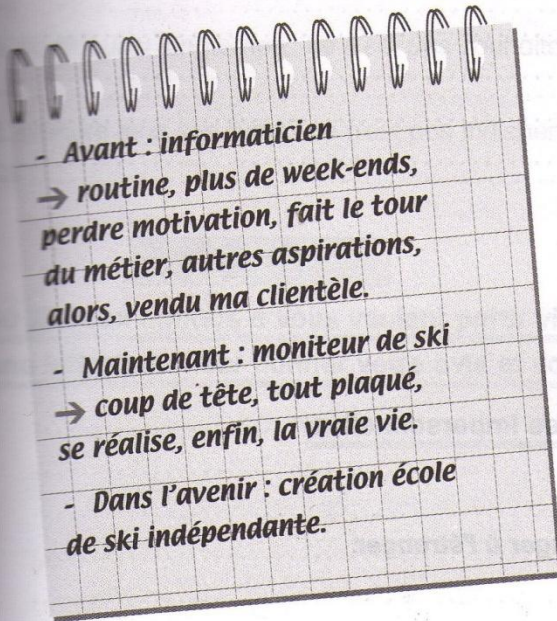 - Avant : informaticien
→ routine, plus de week-ends,
perdre motivation, fait le tour
du métier, autres aspirations,
alors, vendu ma clientèle.
- Maintenant : moniteur de ski
→ coup de tête, tout plaqué,
se réalise, enfin, la vraie vie.
- Dans l'avenir : création école
de ski indépendante.